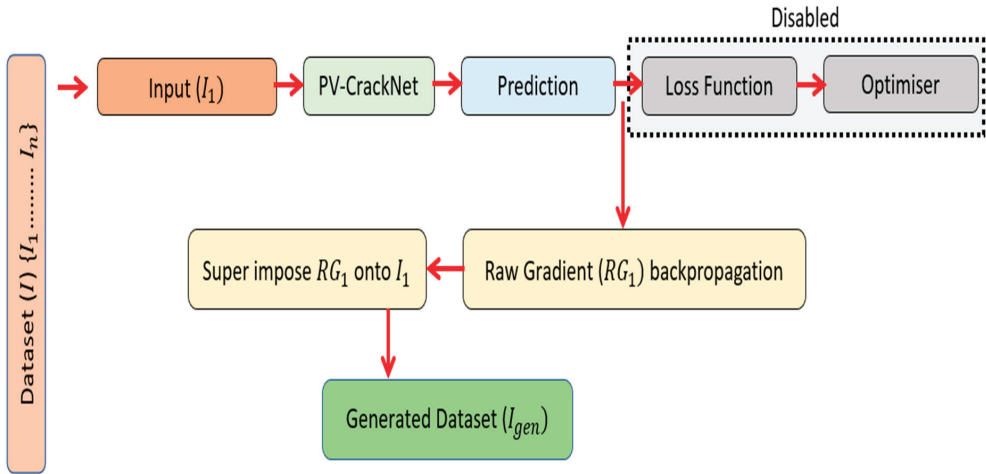 Disabled
Dataset (I) {I₁......... Iₙ}
Input (I₁)
PV-CrackNet
Prediction
Loss Function
Optimiser
Super impose RG₁ onto I₁
Raw Gradient (RG₁) backpropagation
Generated Dataset (I_gen)